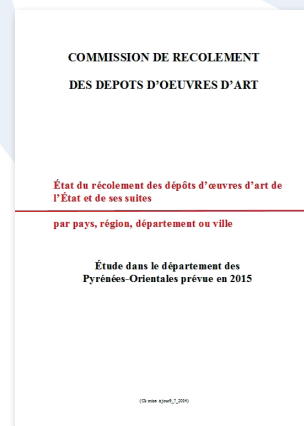 COMMISSION DE RECOLEMENT
DES DEPOTS D'OEUVRES D'ART
État du récolement des dépôts d'œuvres d'art de
l'État et de ses suites
par pays, région, département ou ville
Étude dans le département des
Pyrénées-Orientales prévue en 2015